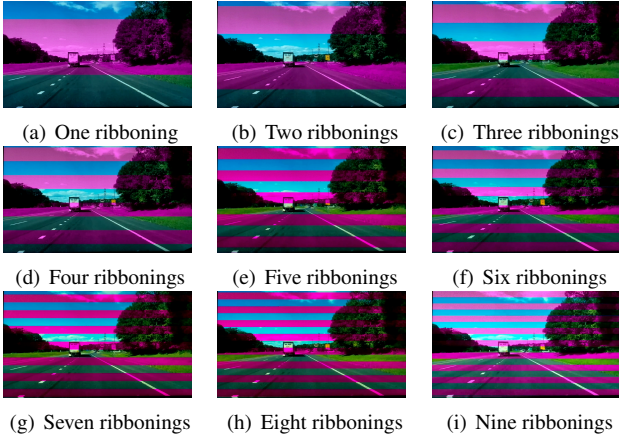 (a) One ribboning
(b) Two ribbonings
(c) Three ribbonings
(d) Four ribbonings
(e) Five ribbonings
(f) Six ribbonings
(g) Seven ribbonings
(h) Eight ribbonings
(i) Nine ribbonings